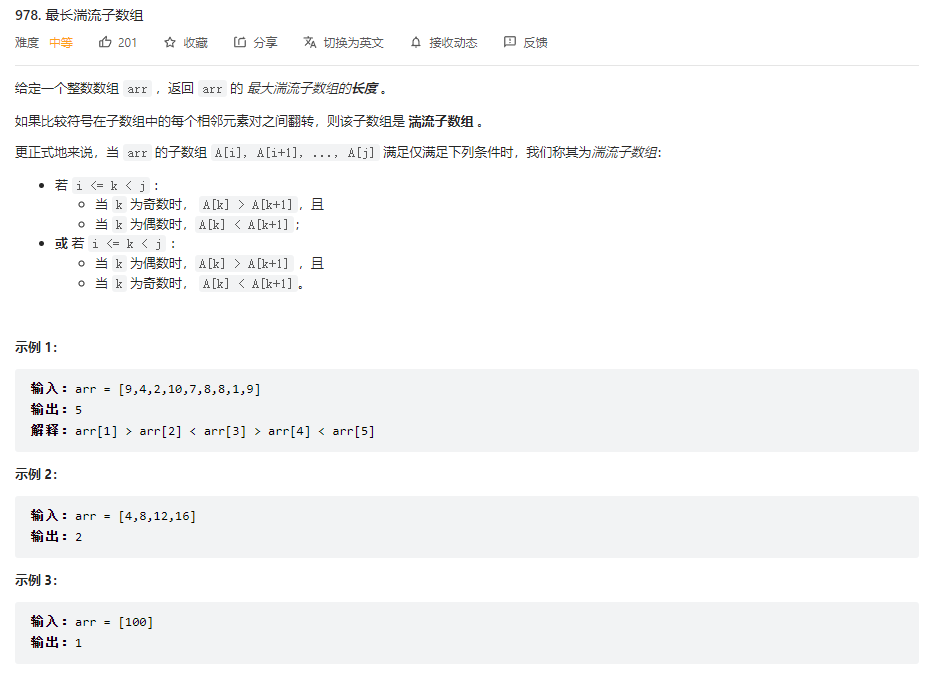 978. 最长湍流子数组
难度 中等 201 收藏 分享 切换为英文 接收动态 反馈
给定一个整数数组 arr ，返回 arr 的 最大湍流子数组的长度 。
如果比较符号在子数组中的每个相邻元素对之间翻转，则该子数组是 湍流子数组 。
更正式地来说，当 arr 的子数组 A[i], A[i+1], ..., A[j] 满足仅满足下列条件时，我们称其为湍流子数组：
• 若 i <= k < j ：
当 k 为奇数时， A[k] > A[k+1]，且
当 k 为偶数时，A[k] < A[k+1]；
• 或 若 i <= k < j ：
当 k 为偶数时，A[k] > A[k+1] ，且
当 k 为奇数时， A[k] < A[k+1]。
示例 1：
输入：arr = [9,4,2,10,7,8,8,1,9]
输出：5
解释：arr[1] > arr[2] < arr[3] > arr[4] < arr[5]
示例 2：
输入：arr = [4,8,12,16]
输出：2
示例 3：
输入：arr = [100]
输出：1